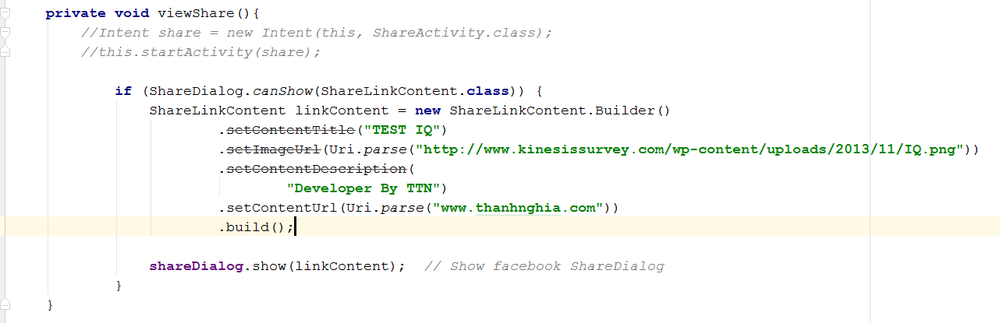 private void viewShare(){
//Intent share = new Intent(this, ShareActivity.class);
//this.startActivity(share);
if (ShareDialog.canShow(ShareLinkContent.class)) {
ShareLinkContent linkContent = new ShareLinkContent.Builder()
.setContentTitle("TEST IQ")
.setImageUrl(Uri.parse("http://www.kinesissurvey.com/wp-content/uploads/2013/11/IQ.png"))
.setContentDescription(
"Developer By TTN")
.setContentUrl(Uri.parse("www.thanhnghia.com"))
.build();
shareDialog.show(linkContent);  // Show facebook ShareDialog
}
}